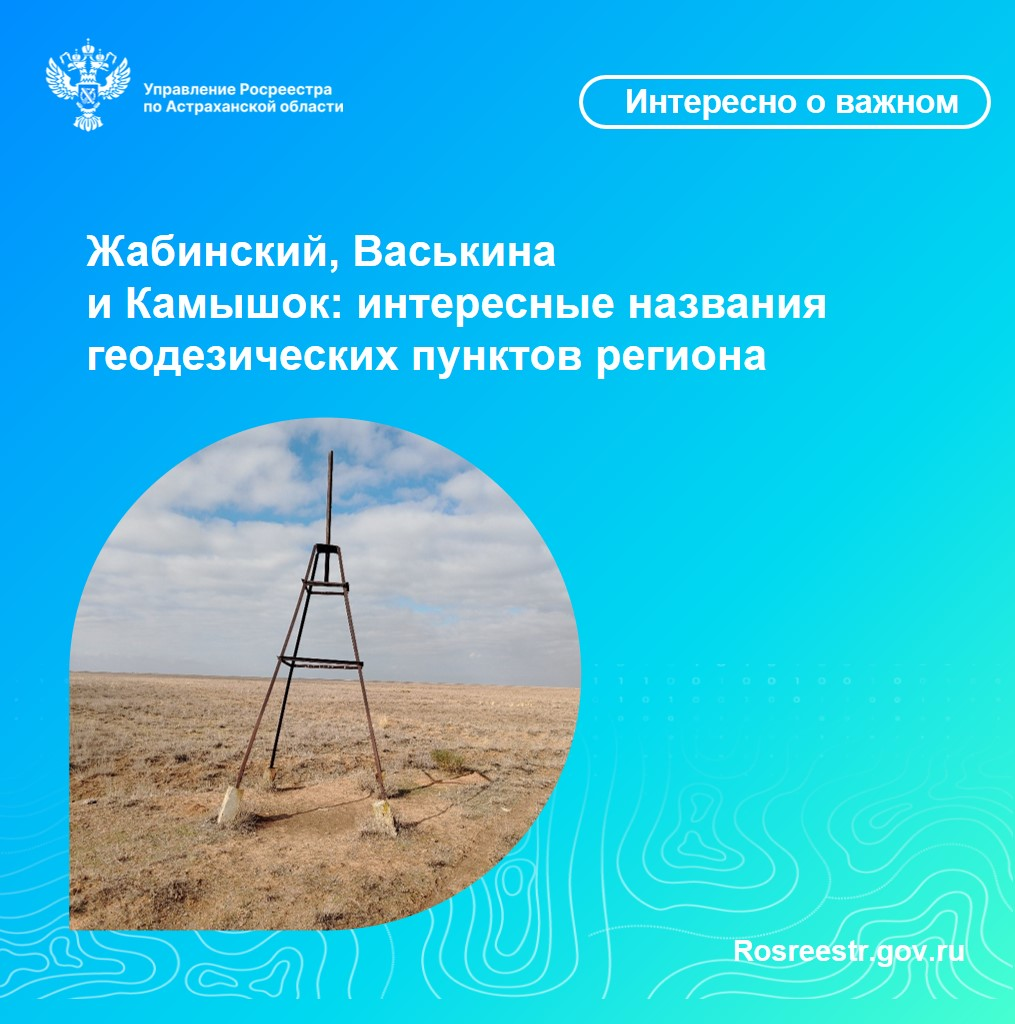 Управление Росреестра
по Астраханской области
Интересно о важном
Жабинский, Васькина
и Камышок: интересные названия
геодезических пунктов региона
Rosreestr.gov.ru